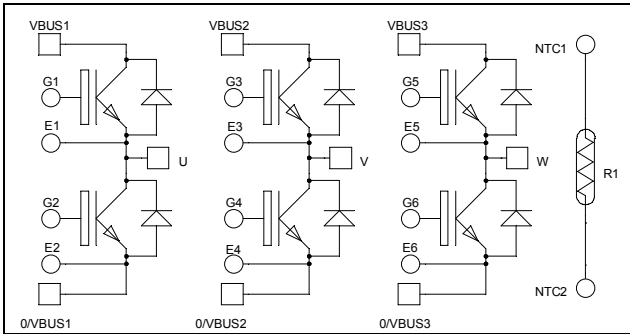 VBUS1 VBUS2 VBUS3
NTC1
G1 G3 G5
E1 E3 E5
U V W
R1
G2 G4 G6
E2 E4 E6
NTC2
0/VBUS1 0/VBUS2 0/VBUS3